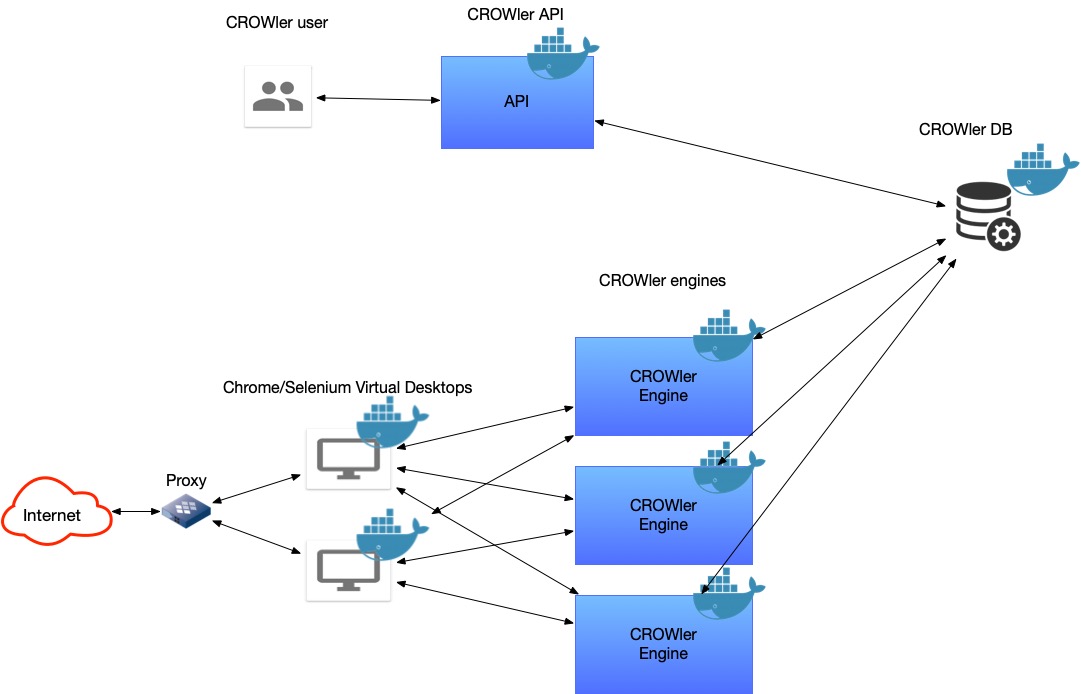 CROWler user
CROWler API
API
CROWler DB
CROWler engines
CROWler
Engine
Chrome/Selenium Virtual Desktops
CROWler
Engine
Proxy
Internet
CROWler
Engine